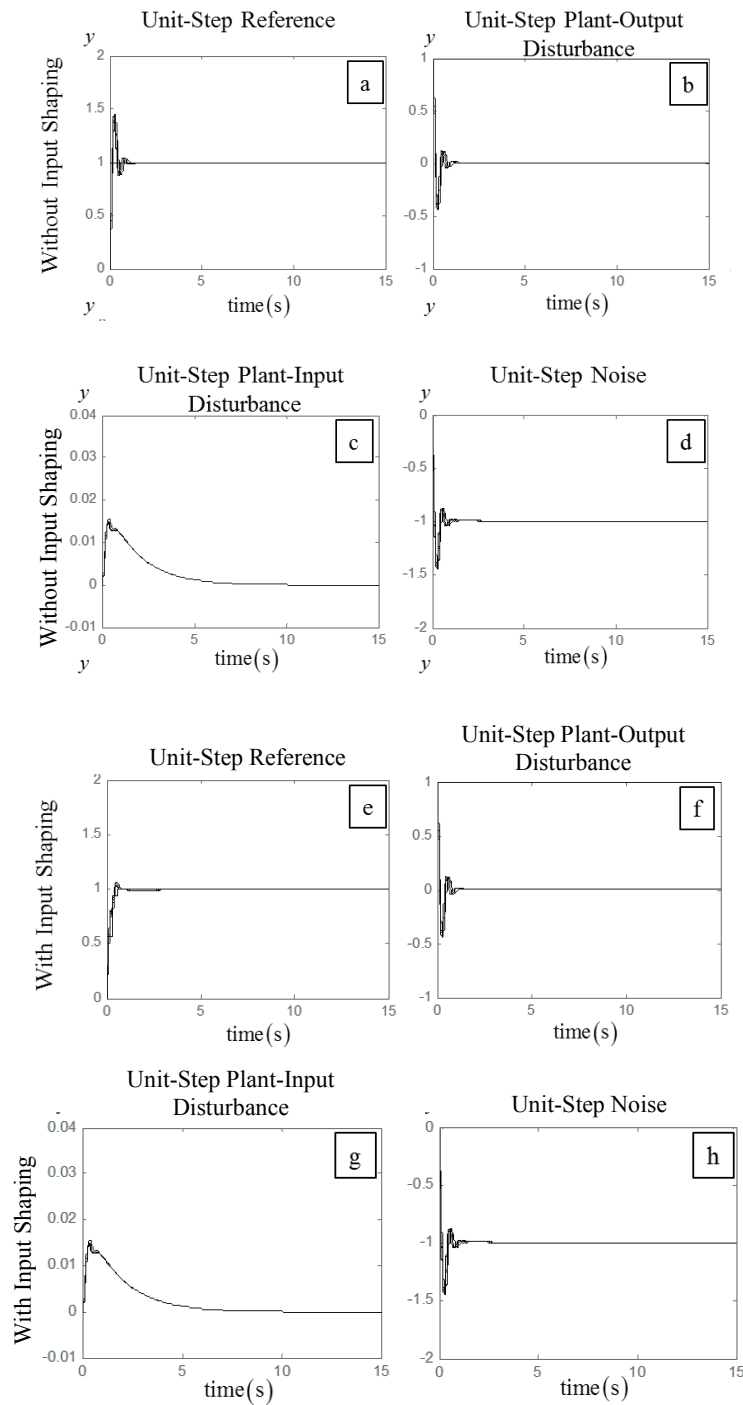 Unit-Step Reference
Unit-Step Plant-Output
Disturbance
y
y
Without Input Shaping
2
1.5
1
0.5
0
a
0
5
10
15
time(s)
1
0.5
0
-0.5
-1
b
0
5
10
15
time(s)
y
y
Unit-Step Plant-Input
Disturbance
Unit-Step Noise
y
y
Without Input Shaping
0.04
0.03
0.02
0.01
0
-0.01
c
0
5
10
15
time(s)
0
-0.5
-1
-1.5
-2
d
0
5
10
15
time(s)
y
y
Unit-Step Reference
Unit-Step Plant-Output
Disturbance
With Input Shaping
2
1.5
1
0.5
0
e
0
5
10
15
time(s)
1
0.5
0
-0.5
-1
f
0
5
10
15
time(s)
Unit-Step Plant-Input
Disturbance
Unit-Step Noise
With Input Shaping
0.04
0.03
0.02
0.01
0
-0.01
g
0
5
10
15
time(s)
0
-0.5
-1
-1.5
-2
h
0
5
10
15
time(s)